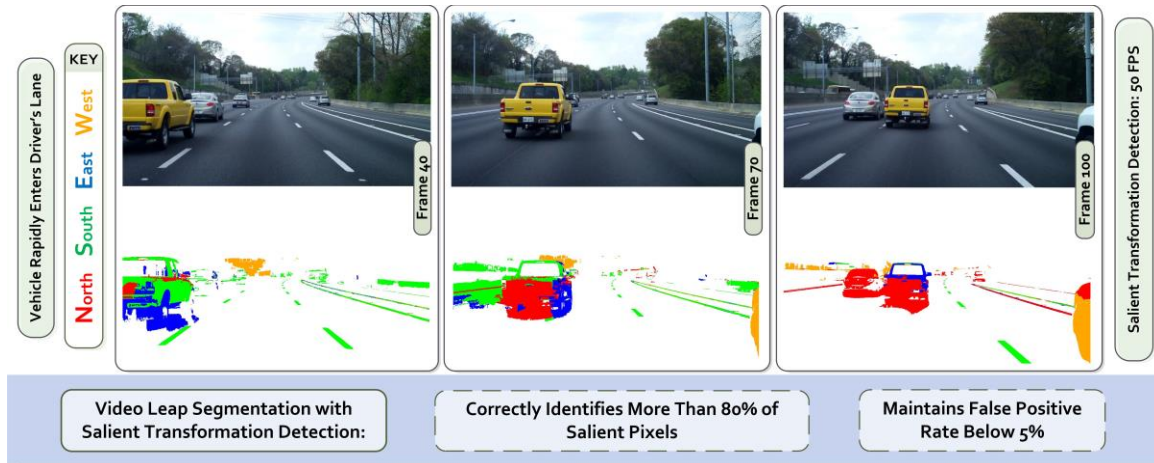 Vehicle Rapidly Enters Driver's Lane
KEY
North South East West
Frame 40
Frame 70
Frame 100
Salient Transformation Detection: 50 FPS
Video Leap Segmentation with
Salient Transformation Detection:
Correctly Identifies More Than 80% of
Salient Pixels
Maintains False Positive
Rate Below 5%